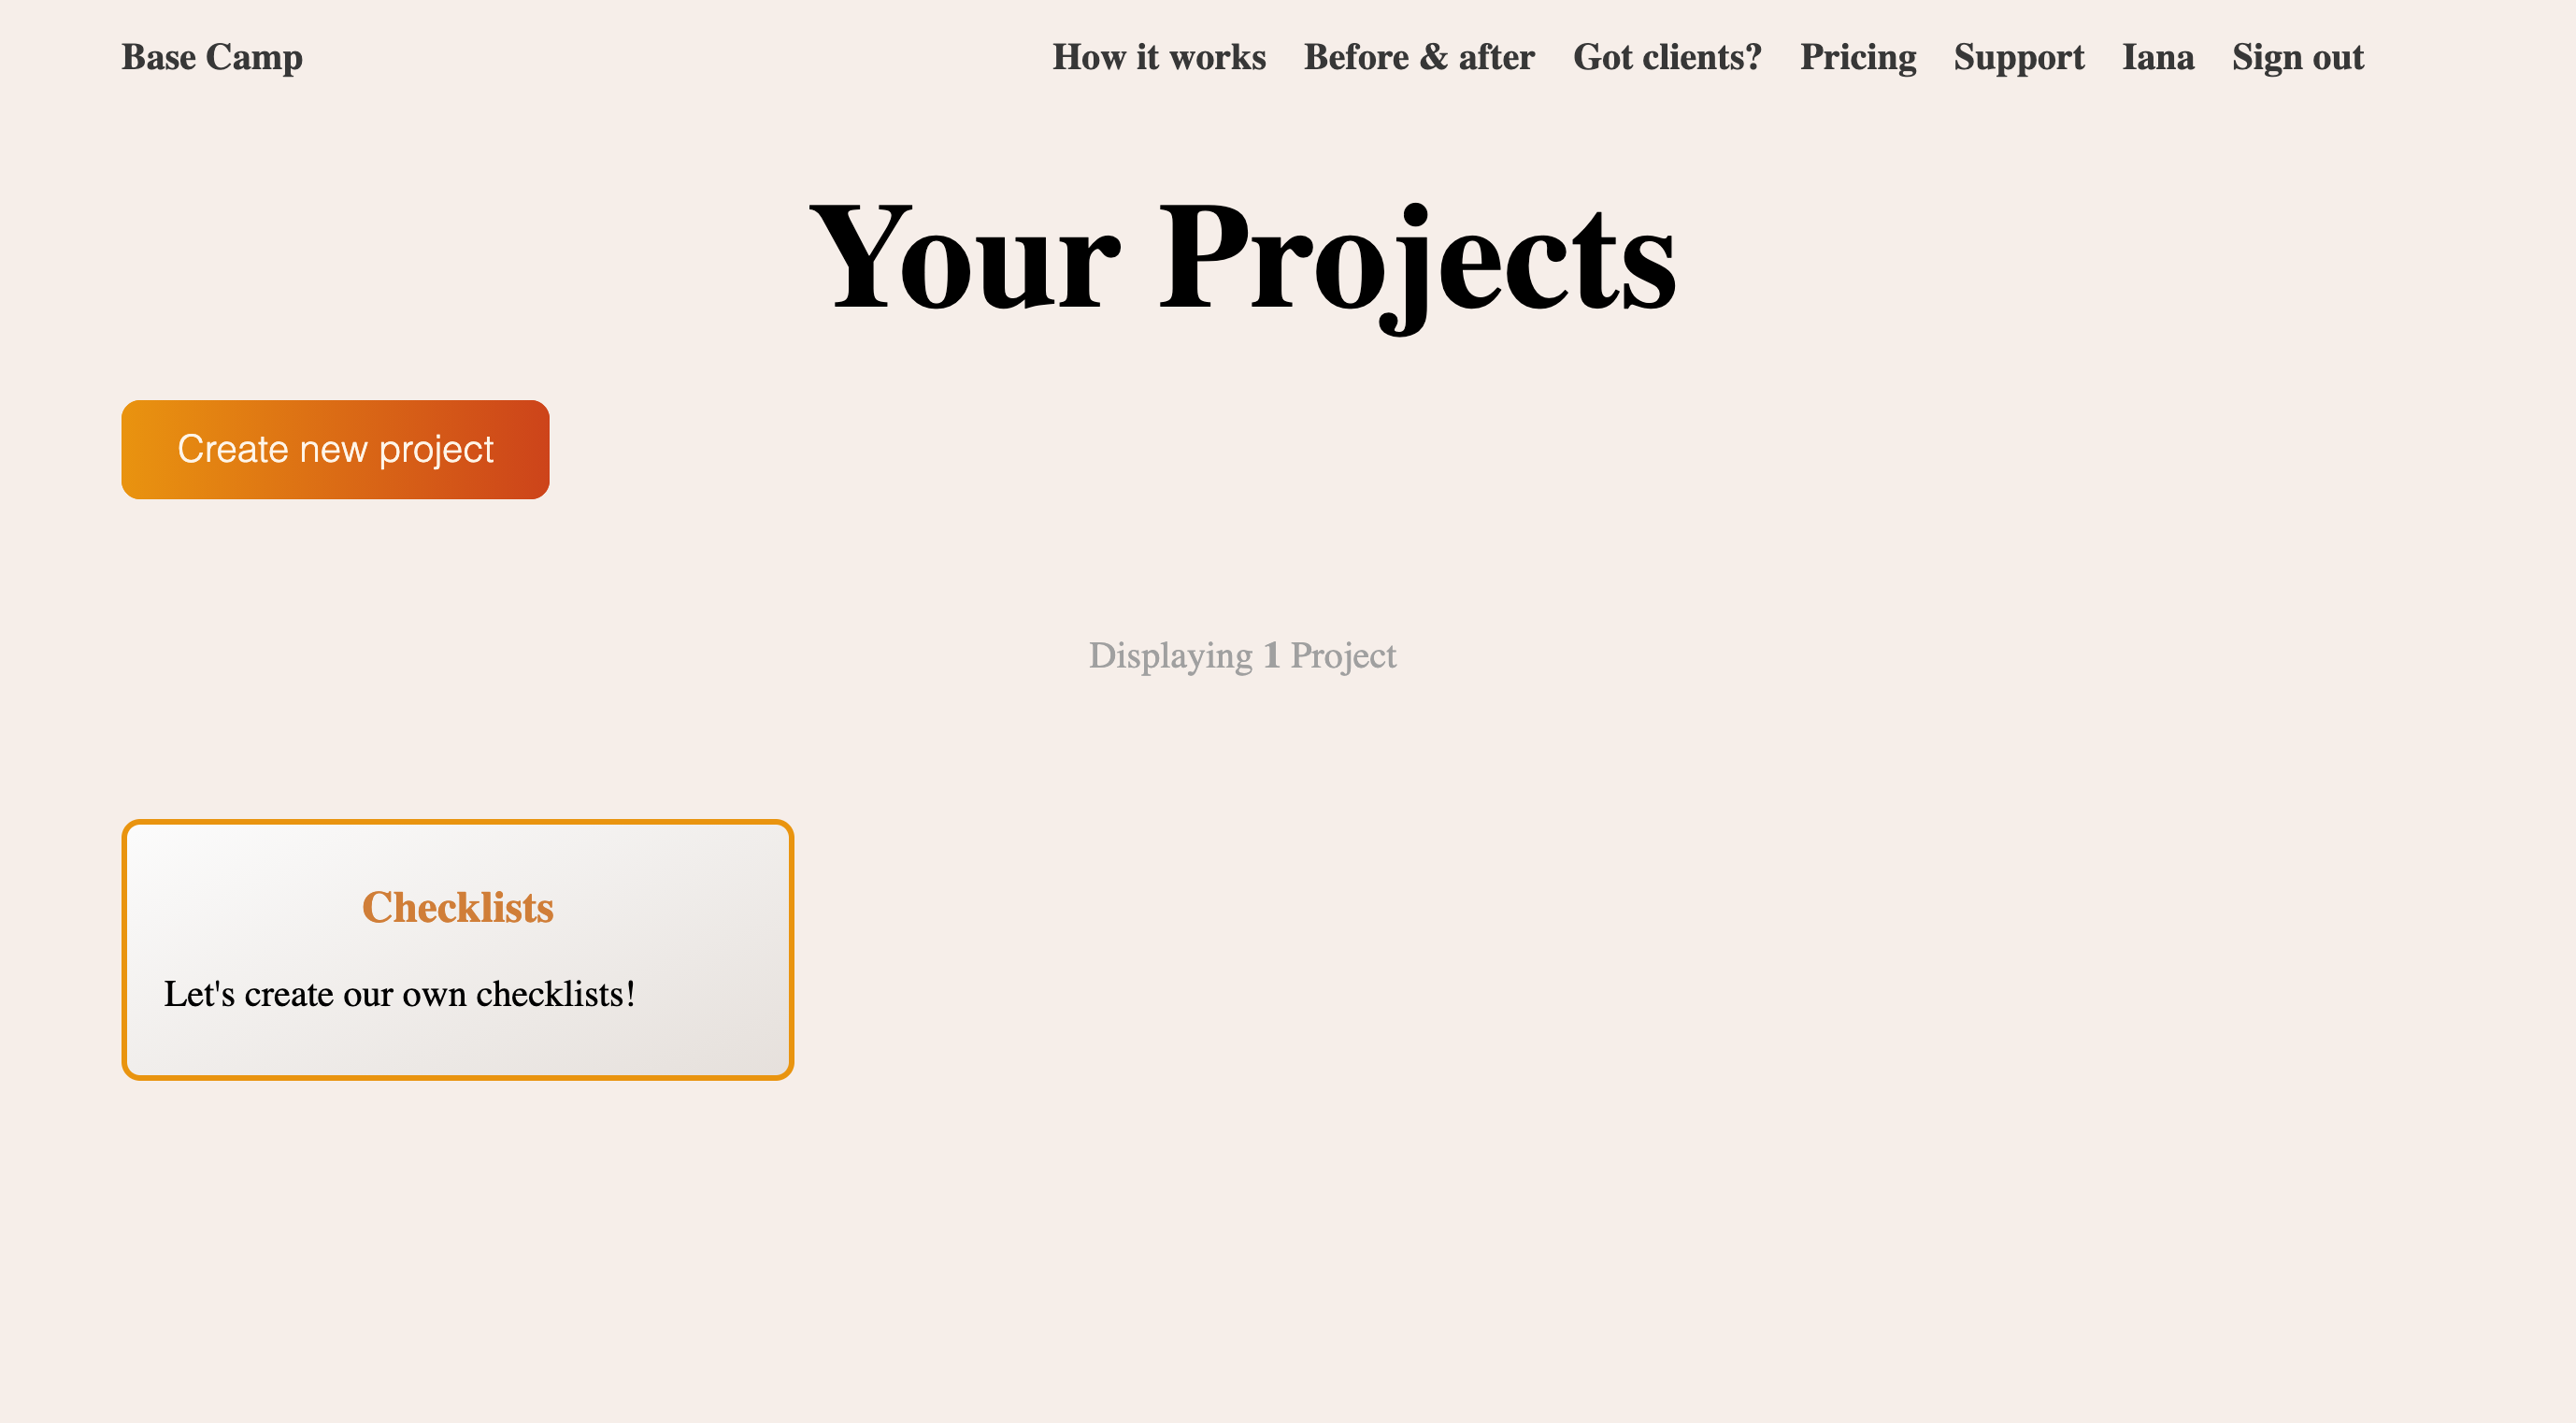 Base Camp How it works Before & after Got clients? Pricing Support Iana Sign out
Your Projects
Create new project
Displaying 1 Project
Checklists
Let's create our own checklists!